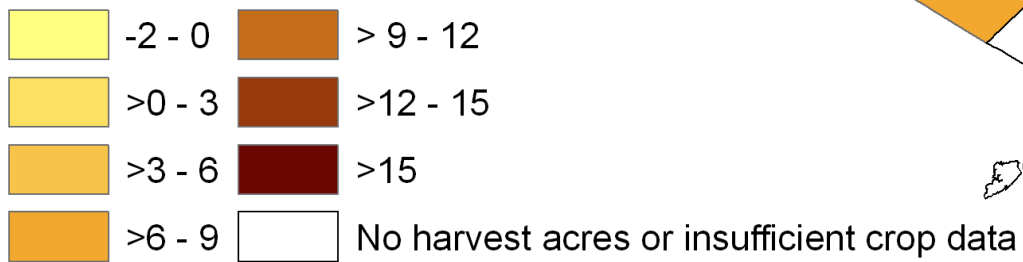 -2 - 0
>0 - 3
>3 - 6
>6 - 9
> 9 - 12
>12 - 15
>15
No harvest acres or insufficient crop data